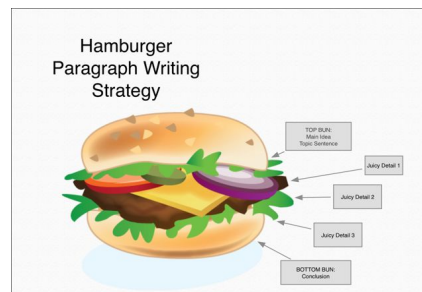 Hamburger
Paragraph Writing
Strategy
TOP BUN:
Main Idea
Topic Sentence
Juicy Detail 1
Juicy Detail 2
Juicy Detail 3
BOTTOM BUN:
Conclusion